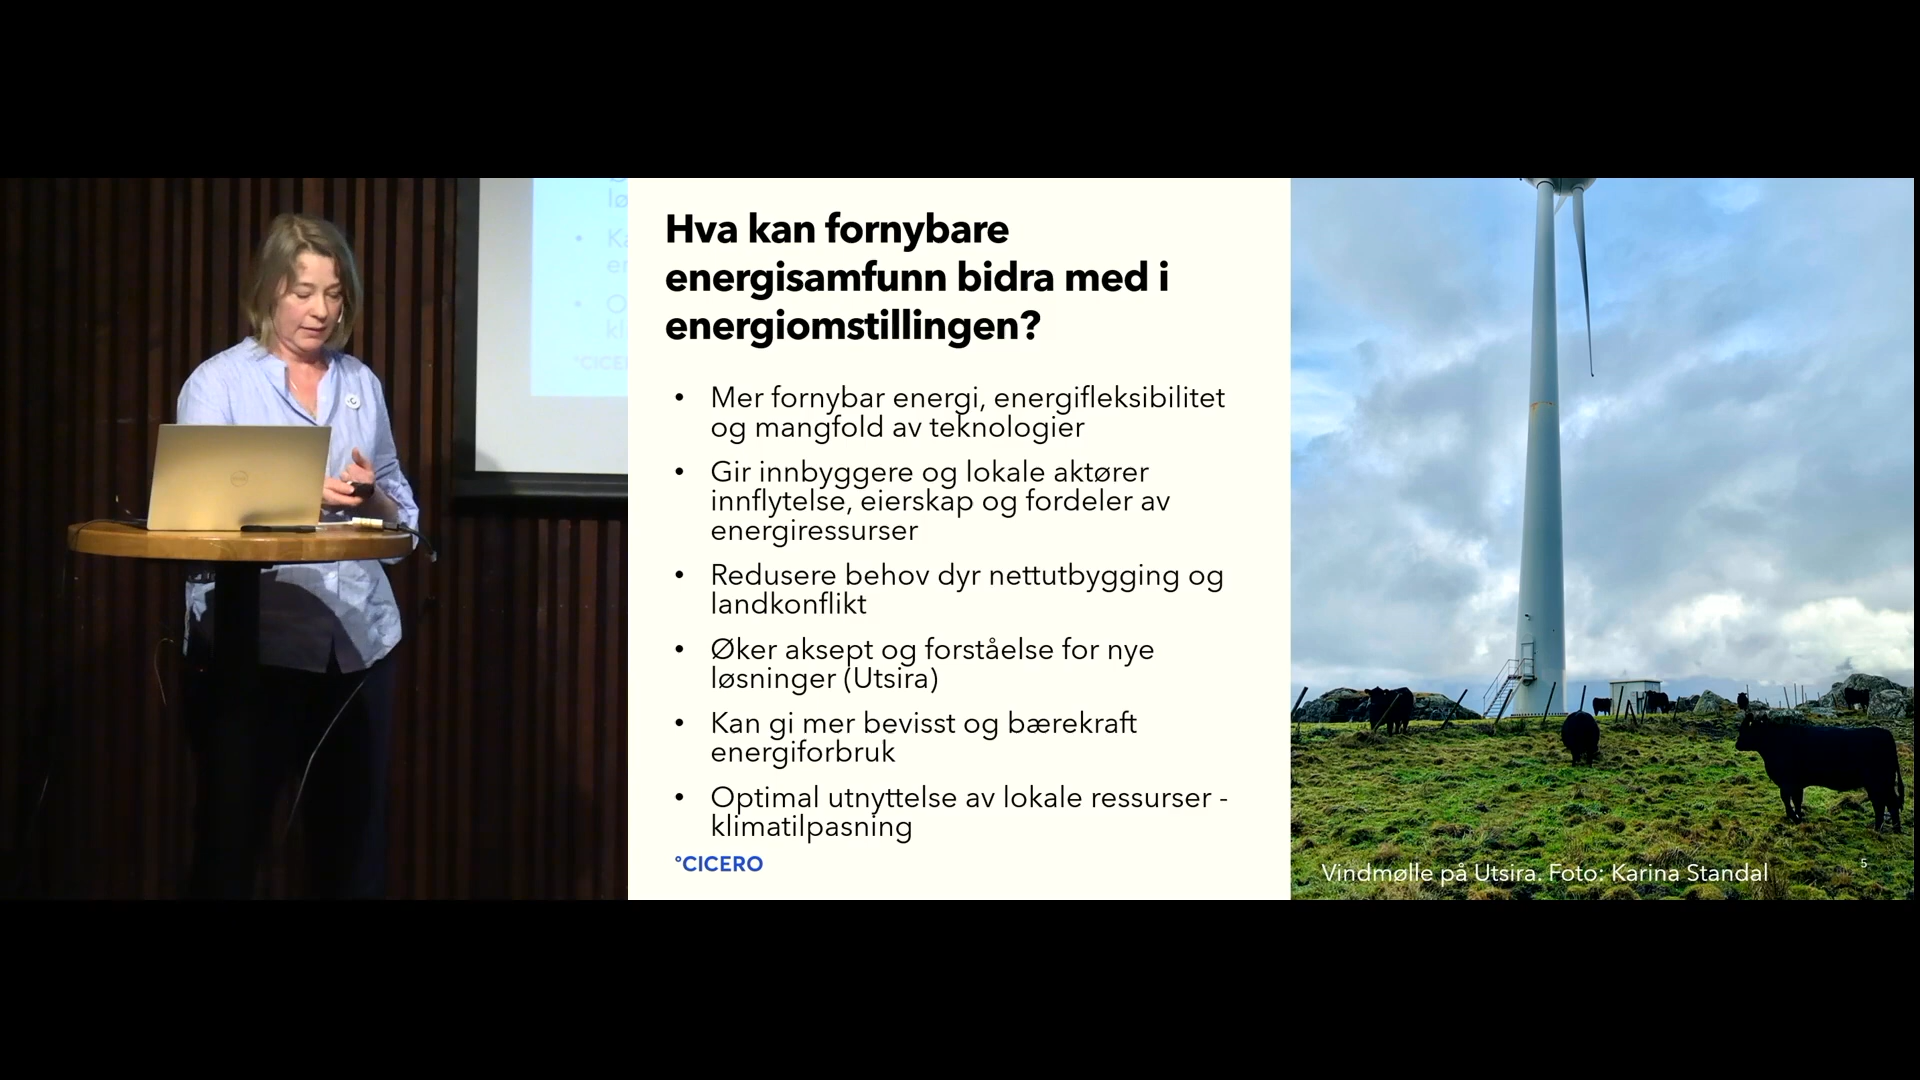 Hva kan fornybare
energisamfunn bidra med i
energiomstillingen?
• Mer fornybar energi, energifleksibilitet
og mangfold av teknologier
• Gir innbyggere og lokale aktører
innflytelse, eierskap og fordeler av
energiressurser
• Redusere behov dyr nettutbygging og
landkonflikt
• Øker aksept og forståelse for nye
løsninger (Utsira)
• Kan gi mer bevisst og bærekraft
energiforbruk
• Optimal utnyttelse av lokale ressurser -
klimatilpasning
°CICERO
Vindmølle på Utsira. Foto: Karina Standal
5